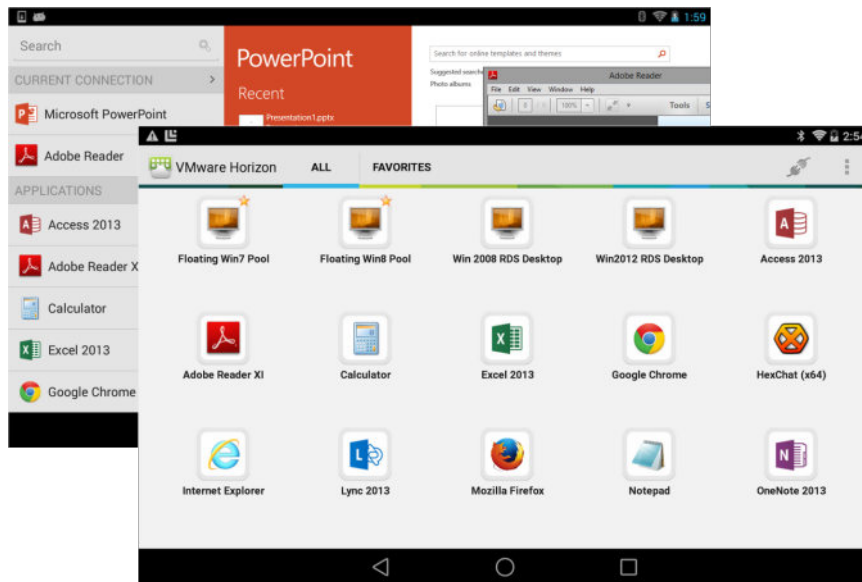 1:59
Search
CURRENT CONNECTION >
Microsoft PowerPoint
Adobe Reader
APPLICATIONS
Access 2013
Adobe Reader X
Calculator
Excel 2013
Google Chrome
PowerPoint
Recent
Presentation1.pptx
Search for online templates and themes
Suggested search
Photo albums
Adobe Reader
File Edit View Window Help
100%
Tools
S
2:54
VMware Horizon ALL FAVORITES
Floating Win7 Pool Floating Win8 Pool Win 2008 RDS Desktop Win2012 RDS Desktop Access 2013
Adobe Reader XI Calculator Excel 2013 Google Chrome HexChat (x64)
Internet Explorer Lync 2013 Mozilla Firefox Notepad OneNote 2013